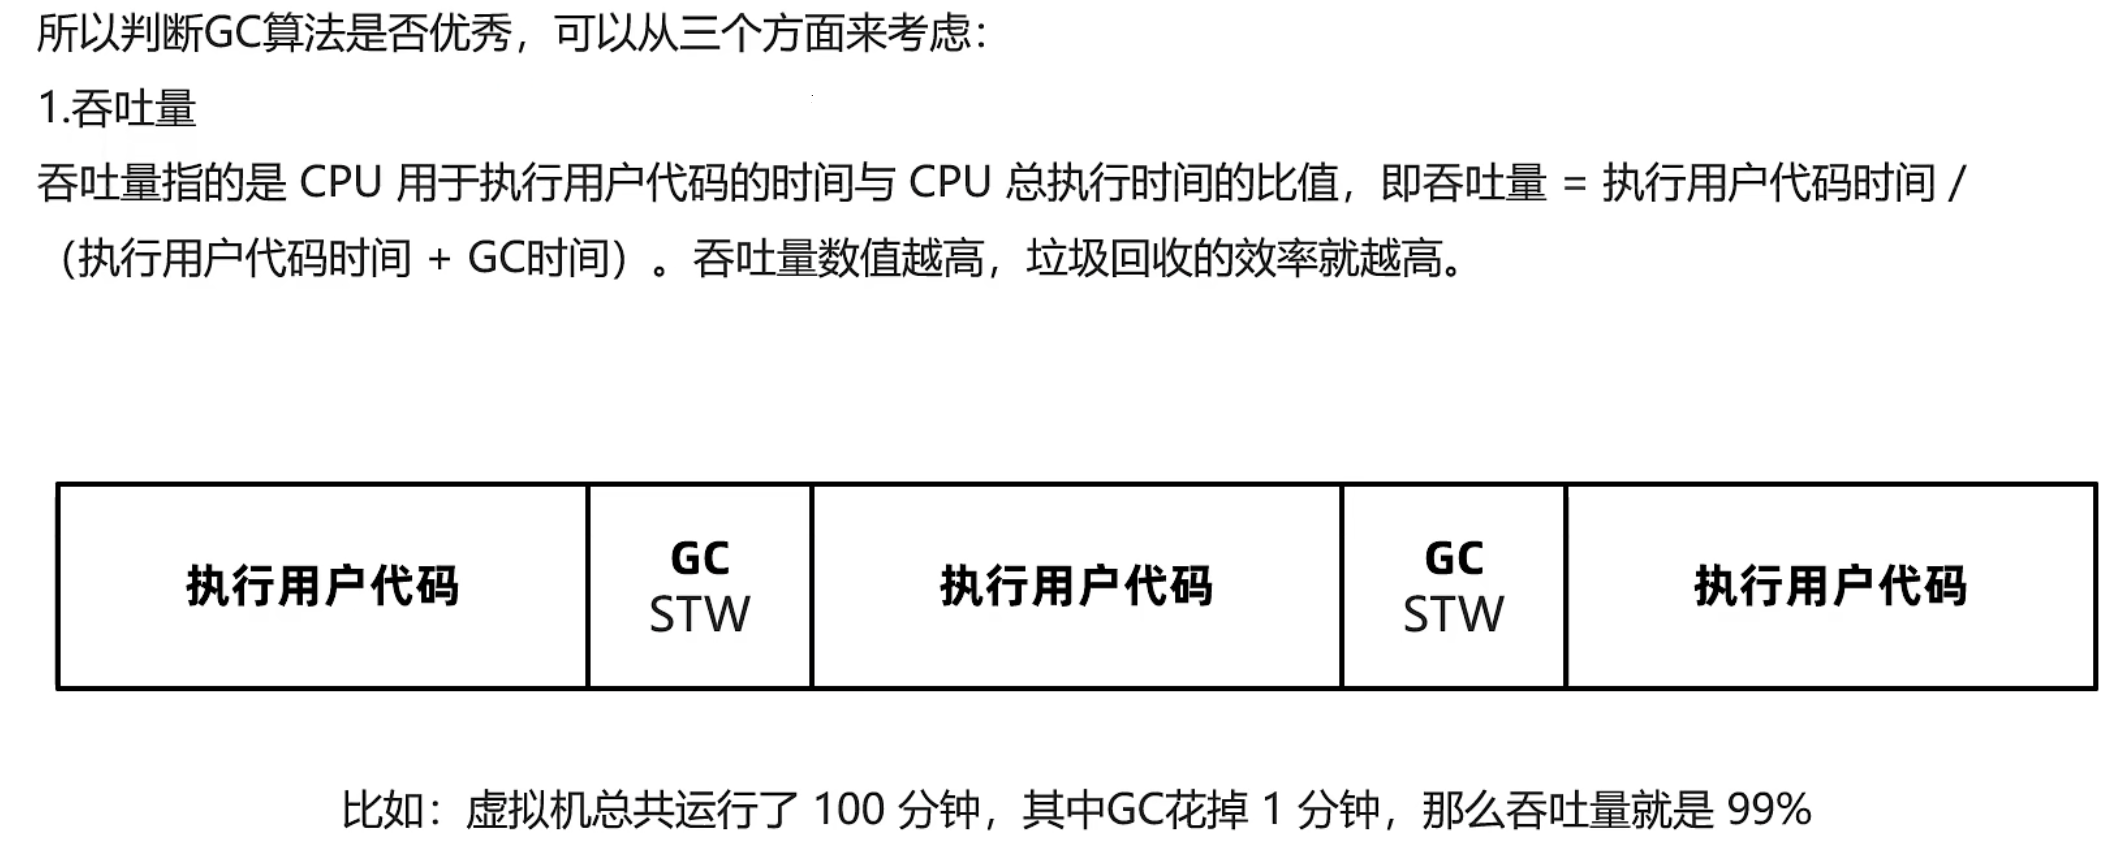 所以判断GC算法是否优秀，可以从三个方面来考虑：
1.吞吐量
吞吐量指的是 CPU 用于执行用户代码的时间与 CPU 总执行时间的比值，即吞吐量 = 执行用户代码时间 /
（执行用户代码时间 + GC时间）。吞吐量数值越高，垃圾回收的效率就越高。
执行用户代码
GC
STW
执行用户代码
GC
STW
执行用户代码
比如：虚拟机总共运行了 100 分钟，其中GC花掉 1 分钟，那么吞吐量就是 99%